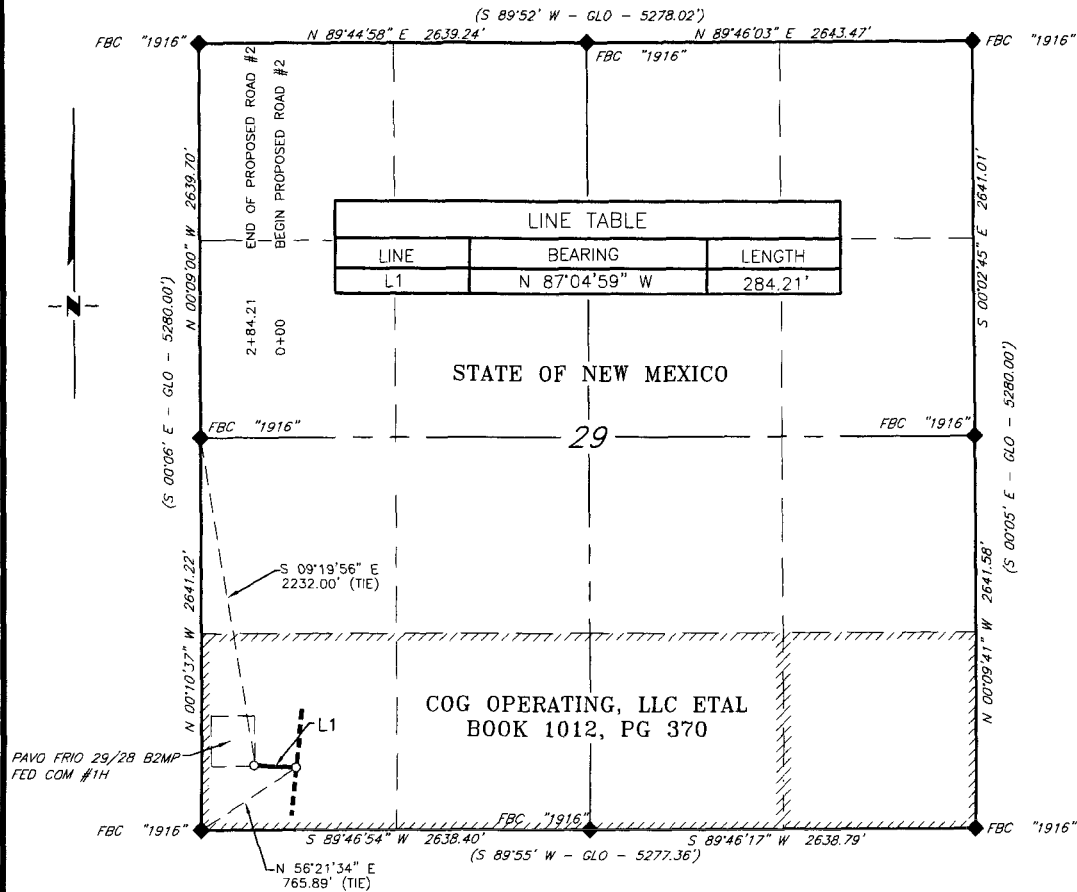 (S 89°52' W - GLO - 5278.02')
FBC "1916"
N 89°44'58" E 2639.24'
N 89°46'03" E 2643.47'
FBC "1916"
FBC "1916"
END OF PROPOSED ROAD #2
BEGIN PROPOSED ROAD #2
2+84.21
0+00
N 00°09'00" W 2639.70'
(S 00°06' E - GLO - 5280.00')
S 00°02'45" E 2641.01'
(S 00°05' E - GLO - 5280.00')
N
LINE TABLE
LINE BEARING LENGTH
L1 N 87°04'59" W 284.21'
STATE OF NEW MEXICO
FBC "1916"
29
FBC "1916"
S 09°19'56" E
2232.00' (TIE)
N 00°10'37" W 2641.22'
N 00°09'41" W 2641.58'
COG OPERATING, LLC ETAL
BOOK 1012, PG 370
L1
PAVO FRIO 29/28 B2MP
FED COM #1H
FBC "1916"
FBC "1916"
FBC "1916"
S 89°46'54" W 2638.40'
S 89°46'17" W 2638.79'
(S 89°55' W - GLO - 5277.36')
N 56°21'34" E
765.89' (TIE)